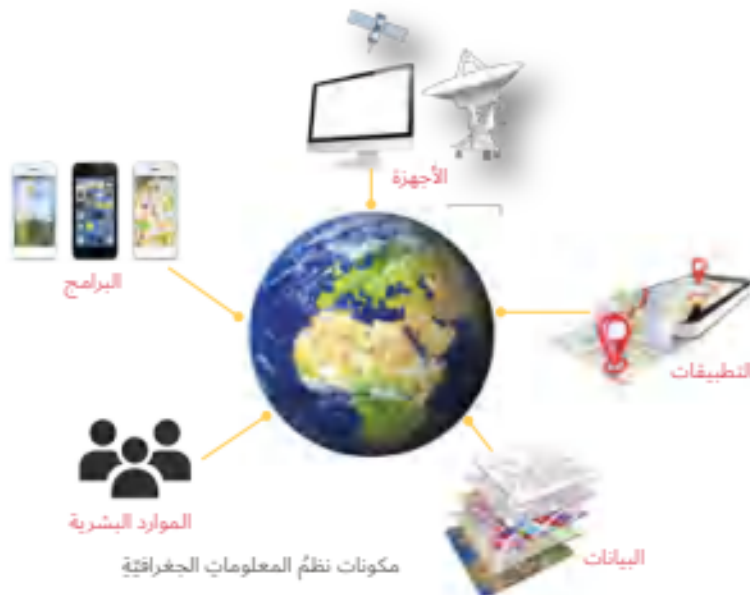 الأجهزة
البرامج
التطبيقات
الموارد البشرية
البيانات
مكونات نظمُ المعلوماتِ الجغرافيّةِ